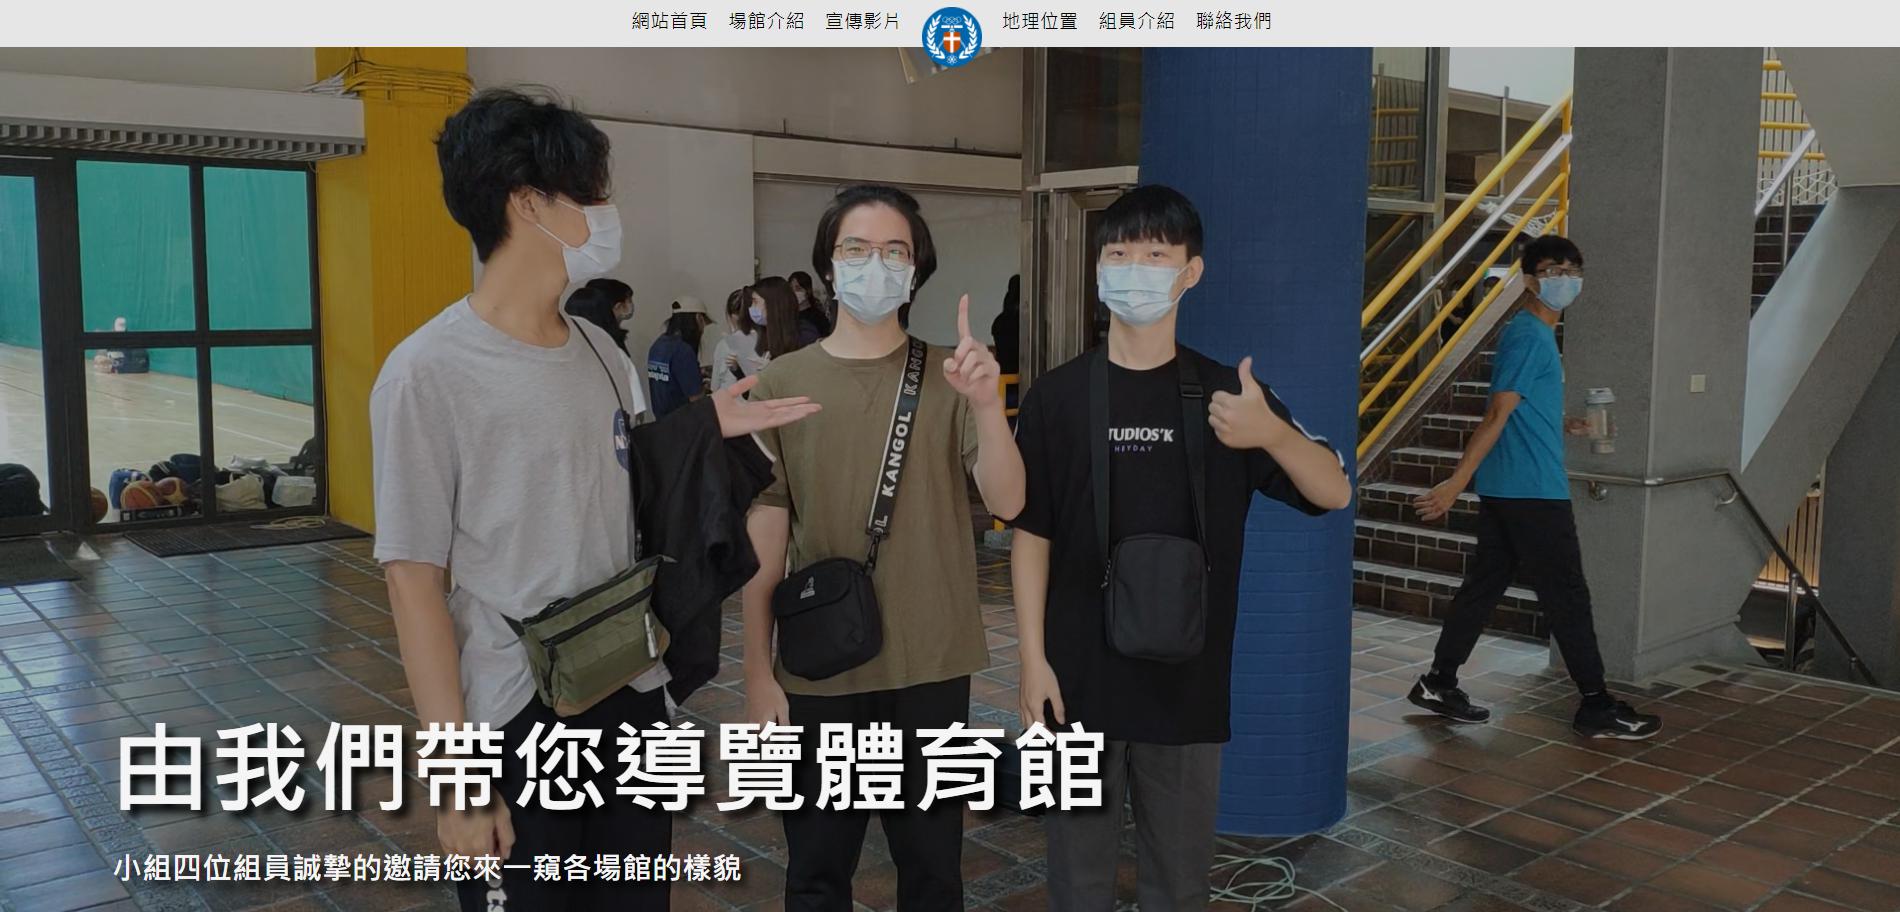 網站首頁 場館介紹 宣傳影片 地理位置 組員介紹 聯絡我們
KANGOL KANGO
TUDIOS'K
HEYDAY
由我們帶您導覽體育館
小組四位組員誠摯的邀請您來一窺各場館的樣貌